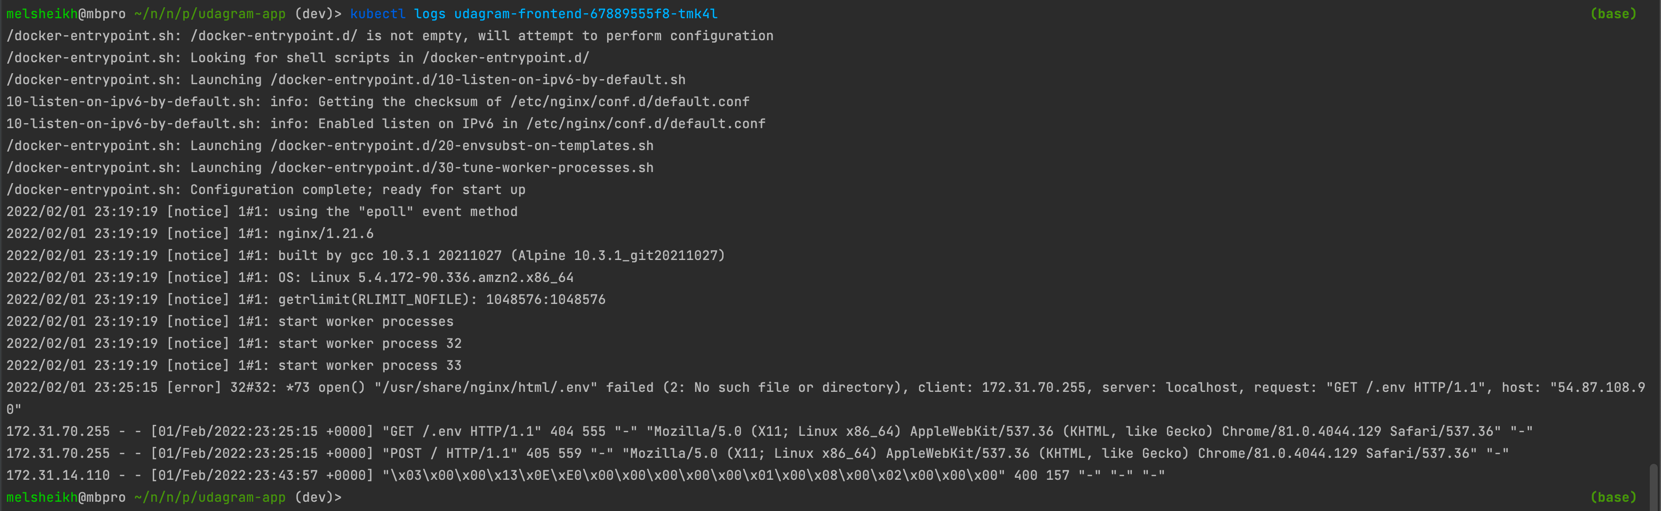 melsheikh@mbpro ~/n/n/p/udagram-app (dev)> kubectl logs udagram-frontend-67889555f8-tmk4l (base)
/docker-entrypoint.sh: /docker-entrypoint.d/ is not empty, will attempt to perform configuration
/docker-entrypoint.sh: Looking for shell scripts in /docker-entrypoint.d/
/docker-entrypoint.sh: Launching /docker-entrypoint.d/10-listen-on-ipv6-by-default.sh
10-listen-on-ipv6-by-default.sh: info: Getting the checksum of /etc/nginx/conf.d/default.conf
10-listen-on-ipv6-by-default.sh: info: Enabled listen on IPv6 in /etc/nginx/conf.d/default.conf
/docker-entrypoint.sh: Launching /docker-entrypoint.d/20-envsubst-on-templates.sh
/docker-entrypoint.sh: Launching /docker-entrypoint.d/30-tune-worker-processes.sh
/docker-entrypoint.sh: Configuration complete; ready for start up
2022/02/01 23:19:19 [notice] 1#1: using the "epoll" event method
2022/02/01 23:19:19 [notice] 1#1: nginx/1.21.6
2022/02/01 23:19:19 [notice] 1#1: built by gcc 10.3.1 20211027 (Alpine 10.3.1_git20211027)
2022/02/01 23:19:19 [notice] 1#1: OS: Linux 5.4.172-90.336.amzn2.x86_64
2022/02/01 23:19:19 [notice] 1#1: getrlimit(RLIMIT_NOFILE): 1048576:1048576
2022/02/01 23:19:19 [notice] 1#1: start worker processes
2022/02/01 23:19:19 [notice] 1#1: start worker process 32
2022/02/01 23:19:19 [notice] 1#1: start worker process 33
2022/02/01 23:25:15 [error] 32#32: *73 open() "/usr/share/nginx/html/.env" failed (2: No such file or directory), client: 172.31.70.255, server: localhost, request: "GET /.env HTTP/1.1", host: "54.87.108.9
0"
172.31.70.255 - - [01/Feb/2022:23:25:15 +0000] "GET /.env HTTP/1.1" 404 555 "-" "Mozilla/5.0 (X11; Linux x86_64) AppleWebKit/537.36 (KHTML, like Gecko) Chrome/81.0.4044.129 Safari/537.36" "-"
172.31.70.255 - - [01/Feb/2022:23:25:15 +0000] "POST / HTTP/1.1" 405 559 "-" "Mozilla/5.0 (X11; Linux x86_64) AppleWebKit/537.36 (KHTML, like Gecko) Chrome/81.0.4044.129 Safari/537.36" "-"
172.31.14.110 - - [01/Feb/2022:23:43:57 +0000] "\x03\x00\x00\x13\x0E\xE0\x00\x00\x00\x00\x00\x01\x00\x08\x00\x02\x00\x00\x00" 400 157 "-" "-" "-"
melsheikh@mbpro ~/n/n/p/udagram-app (dev)> (base)